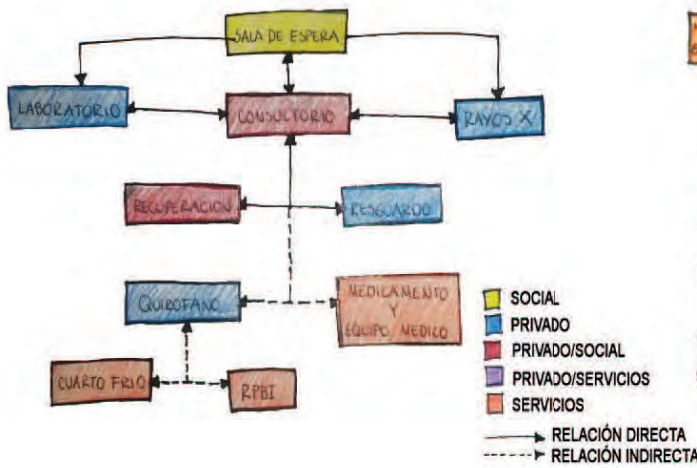 SALA DE ESPERA
LABORATORIO
CONSULTORIO
RAYOS X
RECUPERACION
RESGUARDO
QUIROFANO
MEDICAMENTO
Y
EQUIPO MEDICO
CUARTO FRIO
RPBI
SOCIAL
PRIVADO
PRIVADO/SOCIAL
PRIVADO/SERVICIOS
SERVICIOS
RELACIÓN DIRECTA
RELACIÓN INDIRECTA